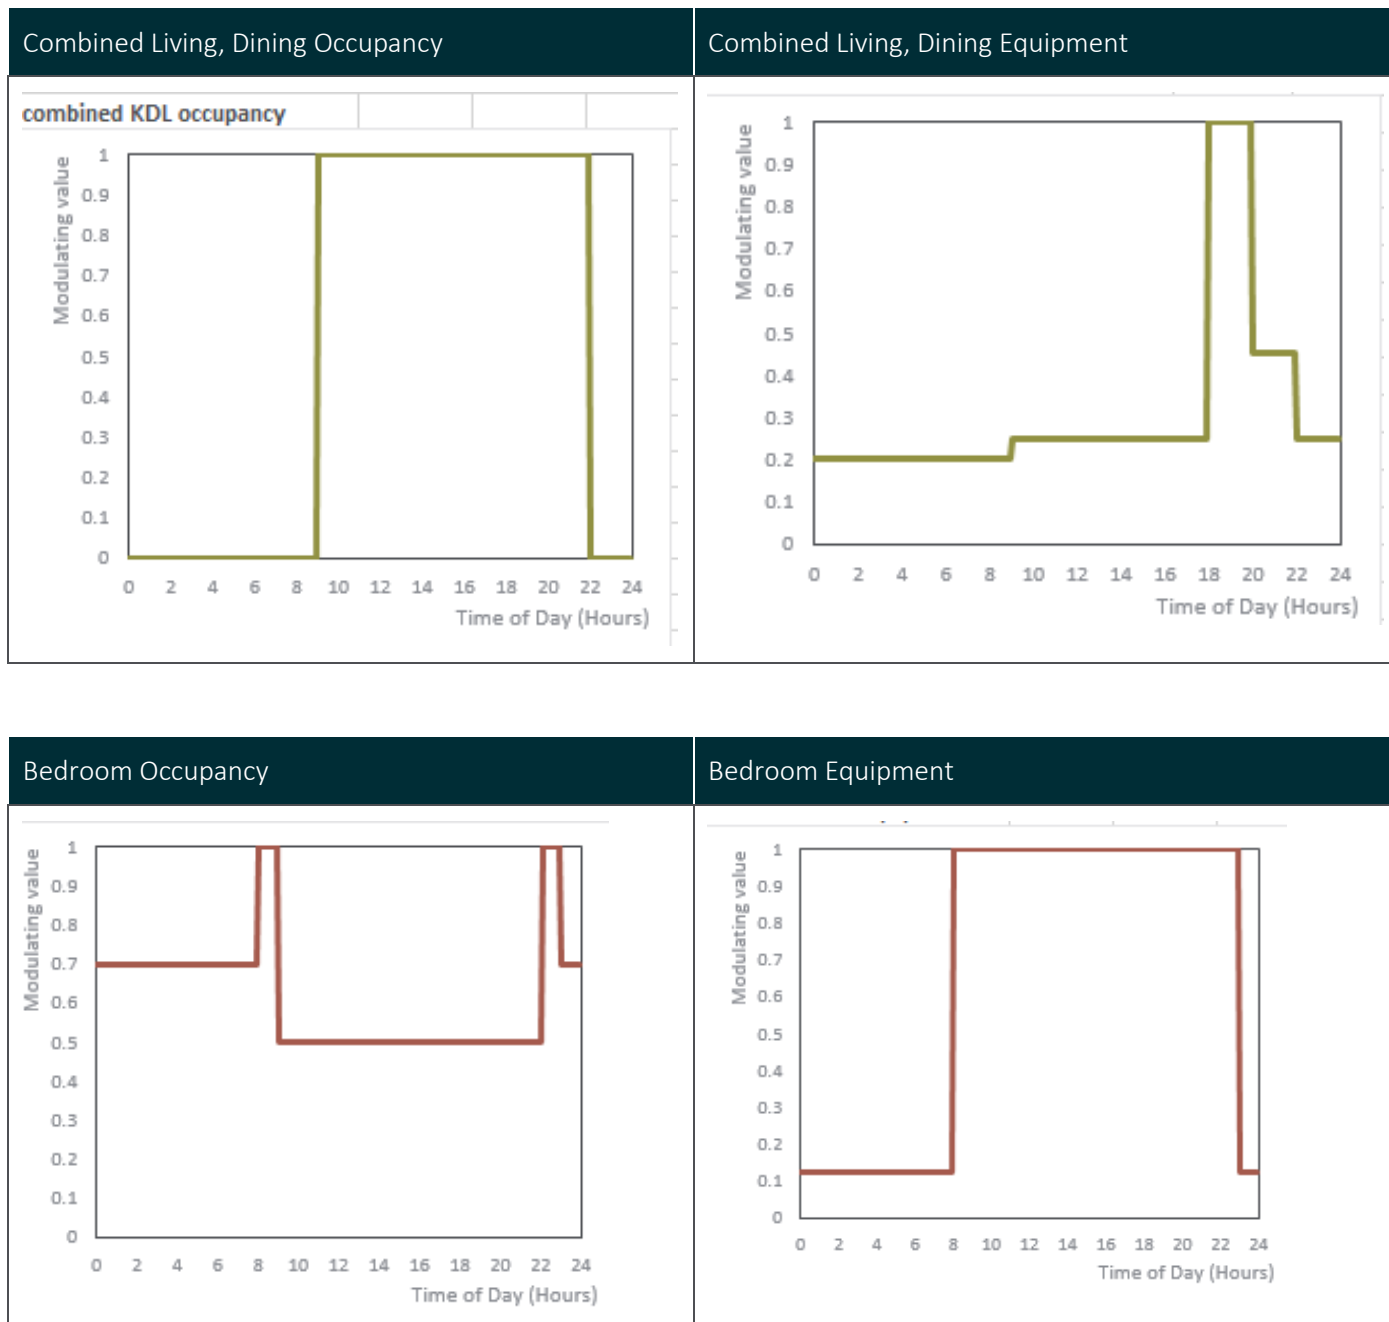 Combined Living, Dining Occupancy
Combined Living, Dining Equipment
combined KDL occupancy
Modulating value
1
0.9
0.8
0.7
0.6
0.5
0.4
0.3
0.2
0.1
0
0 2 4 6 8 10 12 14 16 18 20 22 24
Time of Day (Hours)
Modulating value
1
0.9
0.8
0.7
0.6
0.5
0.4
0.3
0.2
0.1
0
0 2 4 6 8 10 12 14 16 18 20 22 24
Time of Day (Hours)
Bedroom Occupancy
Bedroom Equipment
Modulating value
1
0.9
0.8
0.7
0.6
0.5
0.4
0.3
0.2
0.1
0
0 2 4 6 8 10 12 14 16 18 20 22 24
Time of Day (Hours)
Modulating value
1
0.9
0.8
0.7
0.6
0.5
0.4
0.3
0.2
0.1
0
0 2 4 6 8 10 12 14 16 18 20 22 24
Time of Day (Hours)